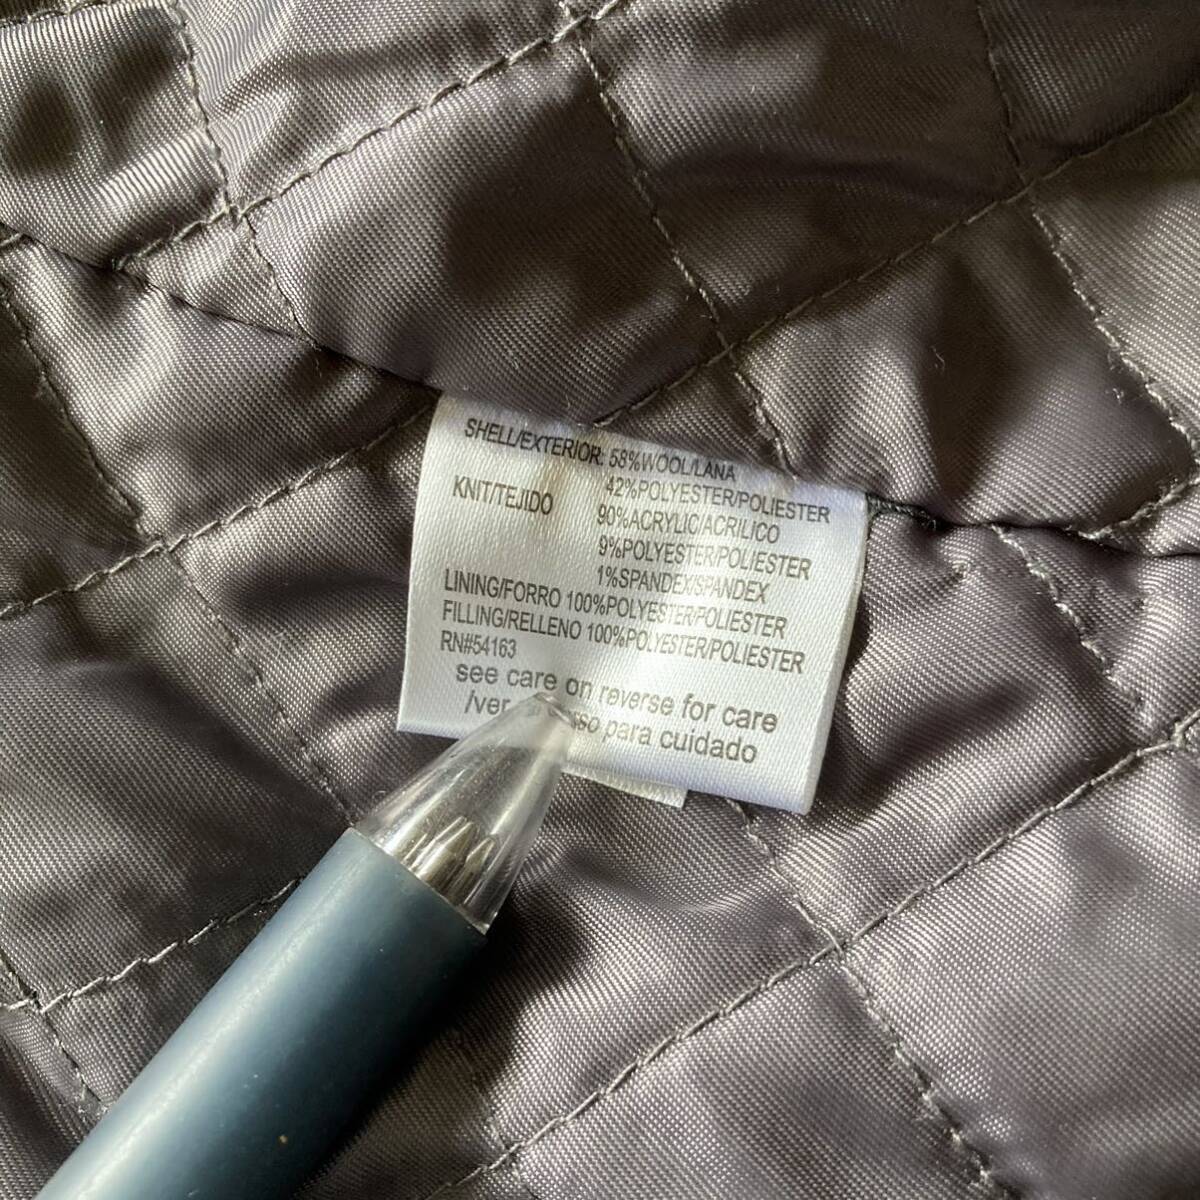 SHELL/EXTERIOR: 58%WOOL/LANA
42%POLYESTER/POLIESTER
KNIT/TEJIDO 90%ACRYLIC/ACRILICO
9%POLYESTER/POLIESTER
1%SPANDEX/SPANDEX
LINING/FORRO 100%POLYESTER/POLIESTER
FILLING/RELLENO 100%POLYESTER/POLIESTER
RN#54163
see care on reverse for care
/ver para cuidado